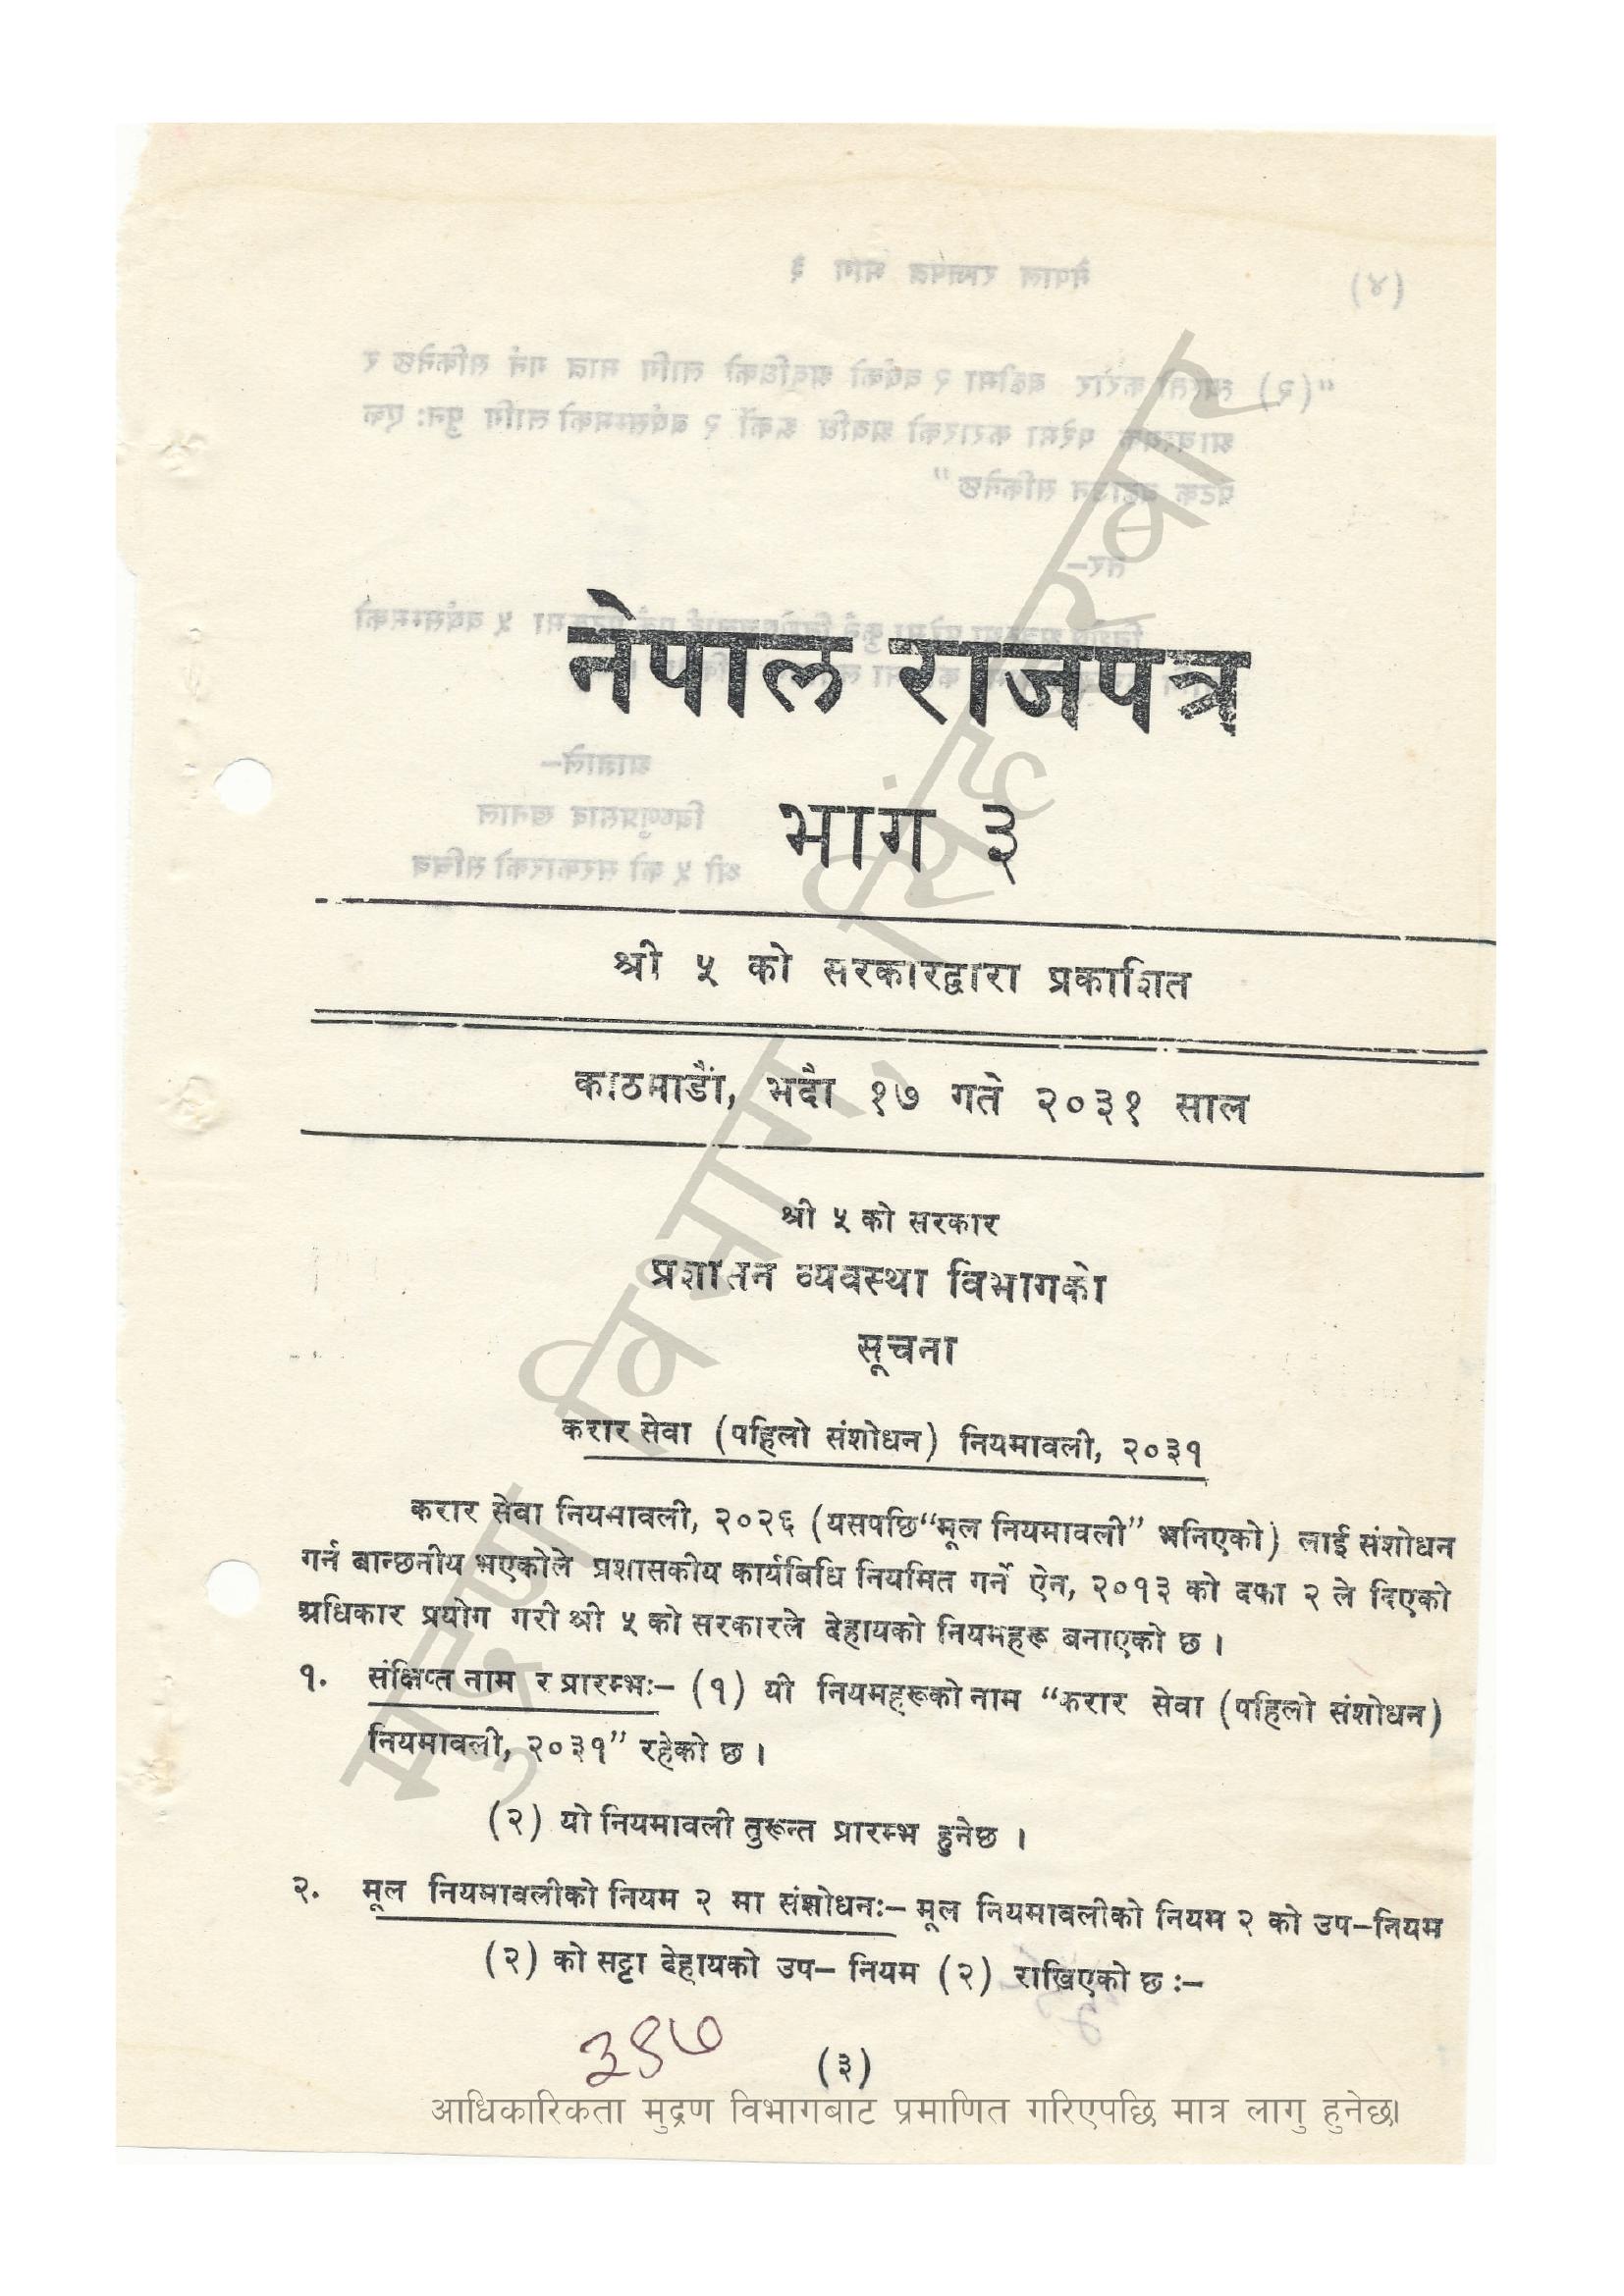 नेपाल राजपत्र
भाग ३
श्री ५ को सरकारद्वारा प्रकाशित
काठमाडौं, भदौ १७ गते २०३१ साल
श्री ५ को सरकार
प्रशासन व्यवस्था विभागको
सूचना
करार सेवा (पहिलो संशोधन) नियमावली, २०३१
करार सेवा नियमावली, २०२६ (यसपछि“मूल नियमावली” भनिएको) लाई संशोधन
गर्न बान्छनीय भएकोले प्रशासकीय कार्यबिधि नियमित गर्ने ऐन, २०१३ को दफा २ ले दिएको
अधिकार प्रयोग गरी श्री ५ को सरकारले देहायको नियमहरू बनाएको छ ।
१. संक्षिप्त नाम र प्रारम्भः– (१) यी नियमहरूको नाम “करार सेवा (पहिलो संशोधन)
नियमावली, २०३१” रहेको छ ।
(२) यो नियमावली तुरून्त प्रारम्भ हुनेछ ।
२. मूल नियमावलीको नियम २ मा संशोधनः– मूल नियमावलीको नियम २ को उप–नियम
(२) को सट्टा देहायको उप– नियम (२) राखिएको छ :–
(३)
आधिकारिकता मुद्रण विभागबाट प्रमाणित गरिएपछि मात्र लागु हुनेछ।
मुद्रण विभाग, सिंहदरबार